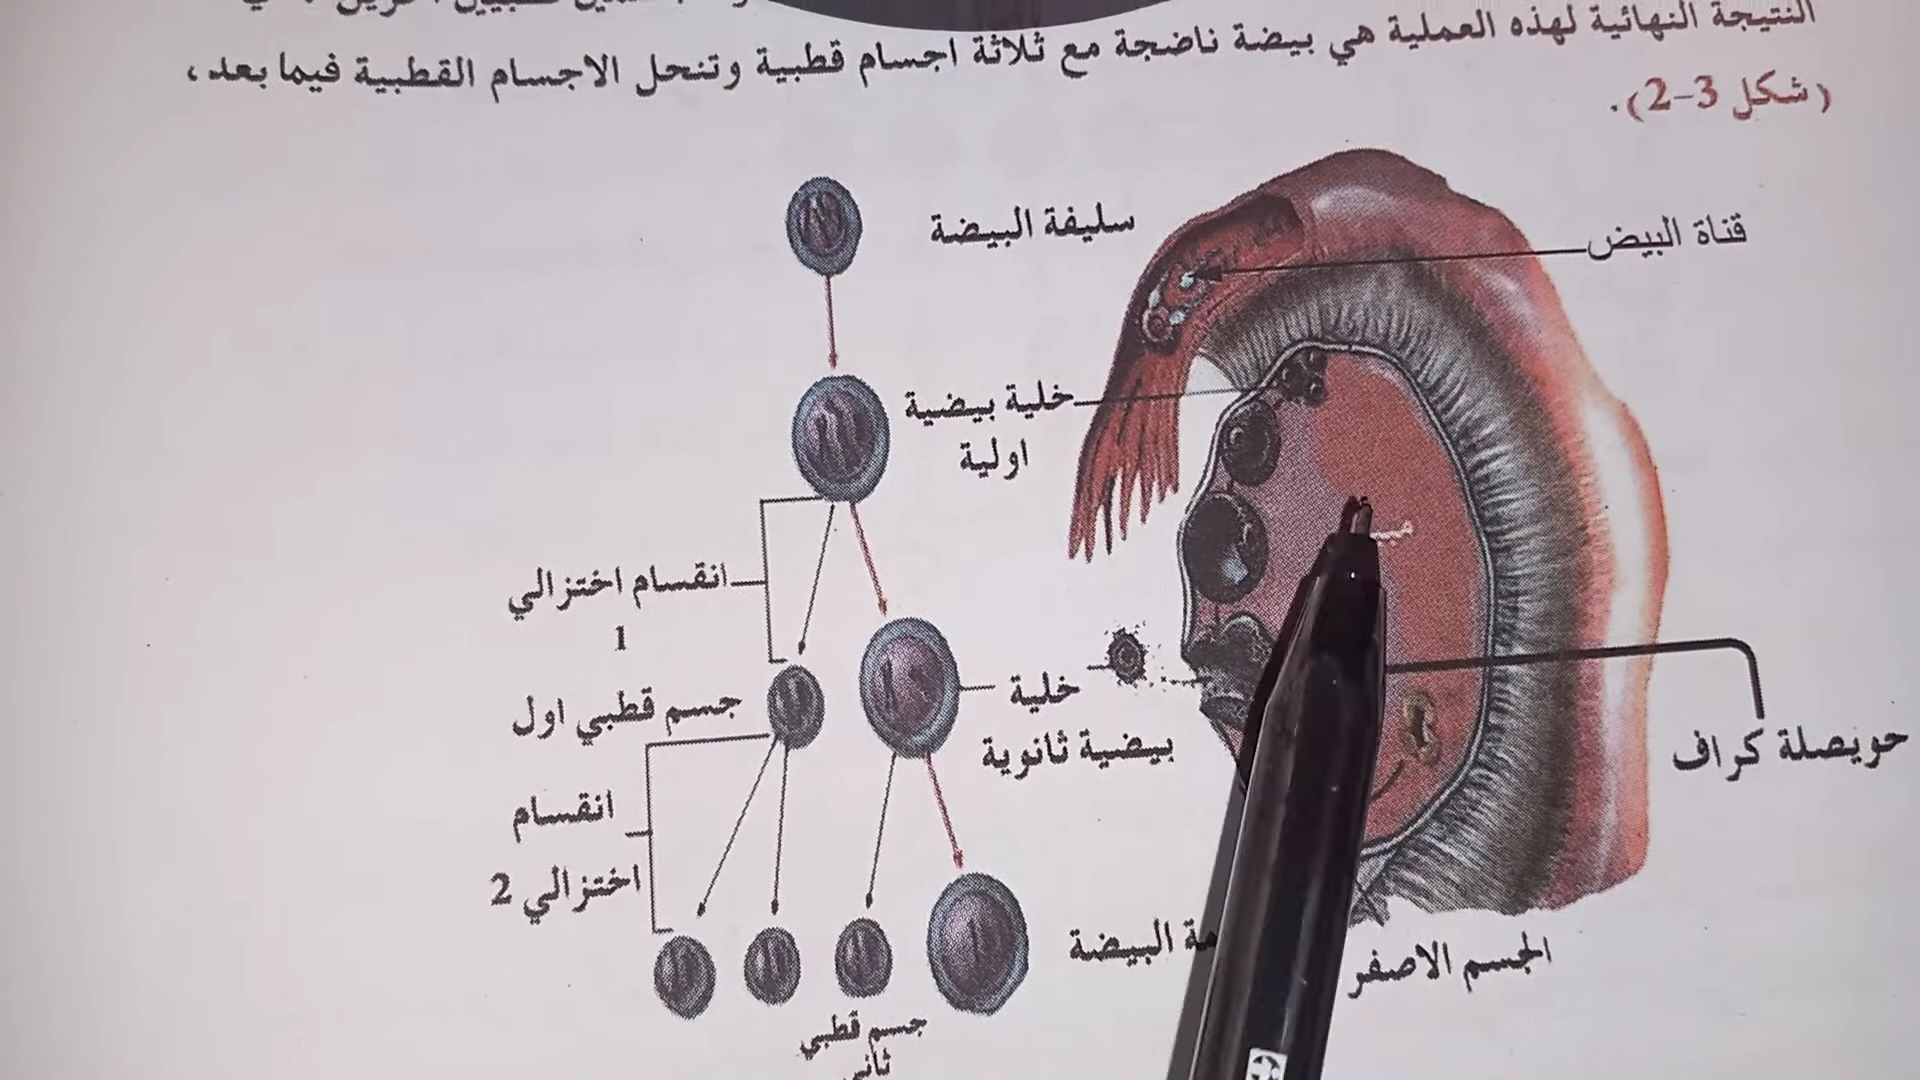 النتيجة النهائية لهذه العملية هي بيضة ناضجة مع ثلاثة اجسام قطبية وتنحل الاجسام القطبية فيما بعد،
(شكل 3-2).
سليفة البيضة
قناة البيض
خلية بيضية
اولية
انقسام اختزالي
1
جسم قطبي اول
خلية
بيضية ثانوية
حويصلة كراف
انقسام
اختزالي 2
البيضة
الجسم الاصفر
جسم قطبي
ثاني